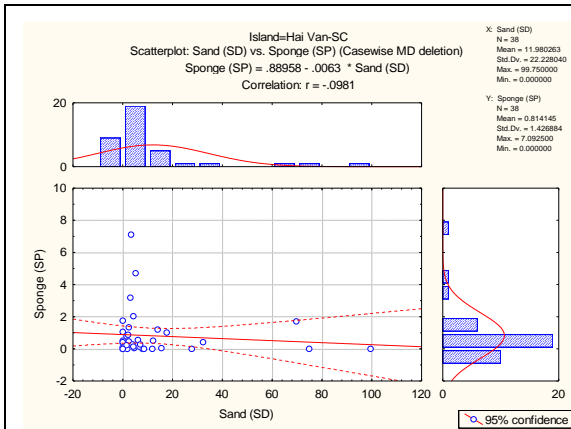 Island=Hai Van-SC
Scatterplot: Sand (SD) vs. Sponge (SP) (Casewise MD deletion)
Sponge (SP) = .88958 - .0063 * Sand (SD)
Correlation: r = -.0981
X: Sand (SD)
N = 38
Mean = 11.980263
Std.Dv. = 22.228040
Max. = 99.750000
Min. = 0.000000
Y: Sponge (SP)
N = 38
Mean = 0.814145
Std.Dv. = 1.426884
Max. = 7.092500
Min. = 0.000000
20
10
0
10
8
6
4
2
0
-2
Sponge (SP)
-20 0 20 40 60 80 100 120
Sand (SD)
0 20
95% confidence